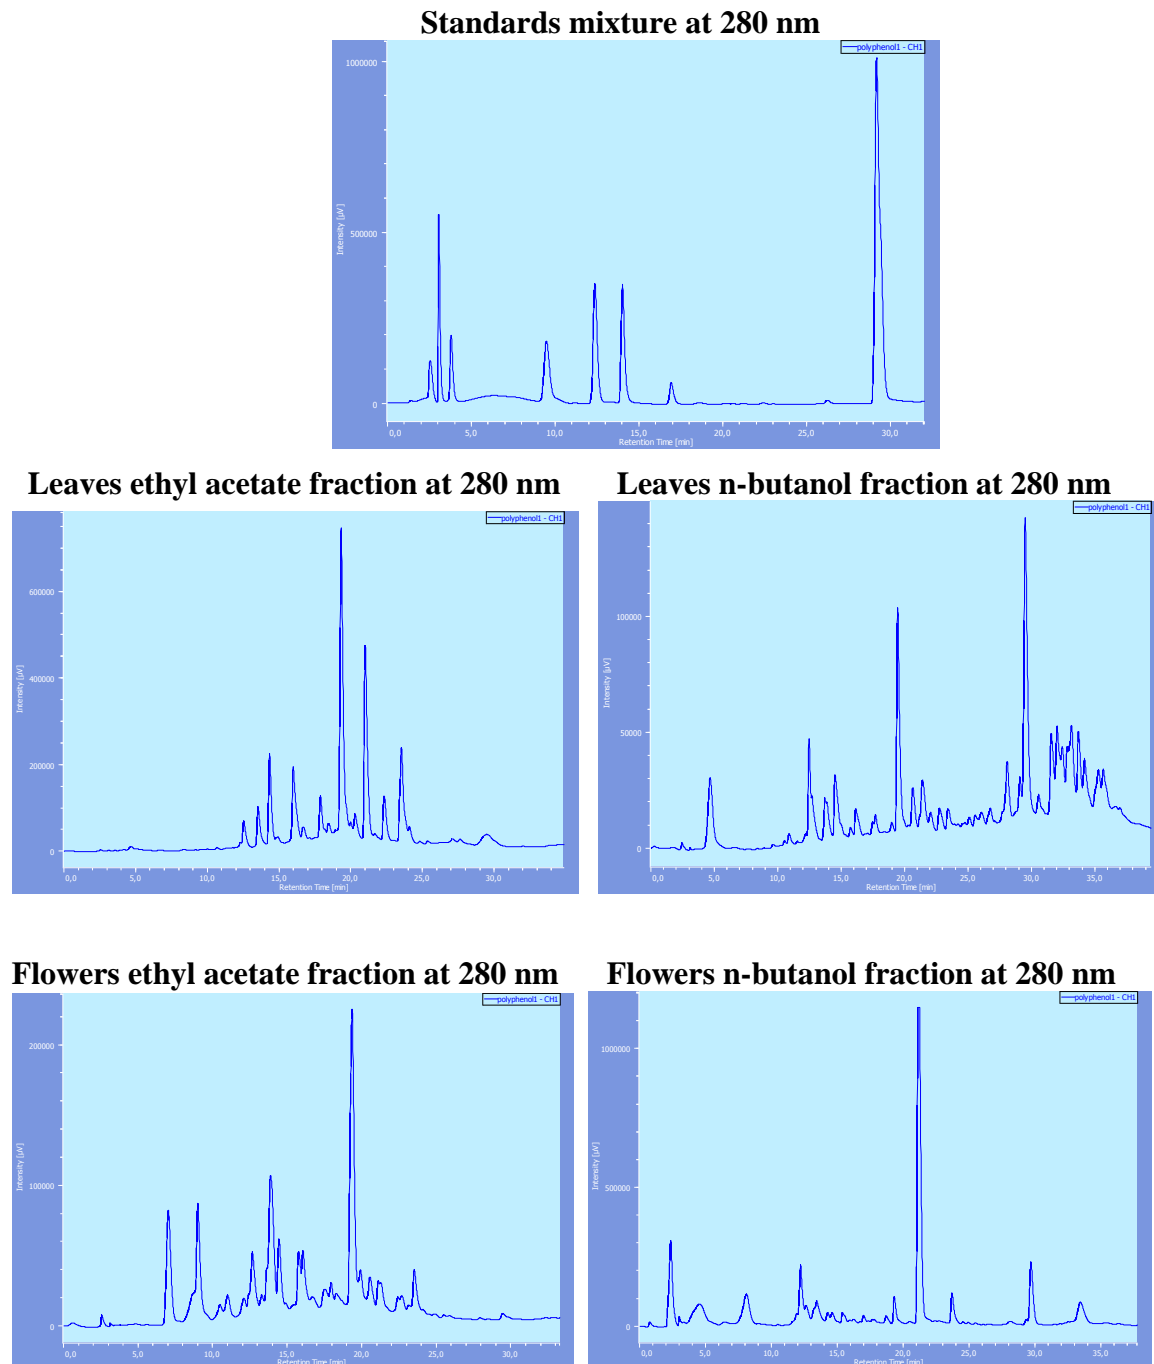 Standards mixture at 280 nm
polyphenol1 - CH1
1000000
500000
0
Intensity [µV]
0,0 5,0 10,0 15,0 20,0 25,0 30,0
Retention Time [min]
Leaves ethyl acetate fraction at 280 nm
polyphenol1 - CH1
600000
400000
200000
0
Intensity [µV]
0,0 5,0 10,0 15,0 20,0 25,0 30,0
Retention Time [min]
Leaves n-butanol fraction at 280 nm
polyphenol1 - CH1
100000
50000
0
Intensity [µV]
0,0 5,0 10,0 15,0 20,0 25,0 30,0 35,0
Retention Time [min]
Flowers ethyl acetate fraction at 280 nm
polyphenol1 - CH1
200000
100000
0
Intensity [µV]
0,0 5,0 10,0 15,0 20,0 25,0 30,0
Retention Time [min]
Flowers n-butanol fraction at 280 nm
polyphenol1 - CH1
1000000
500000
0
Intensity [µV]
0,0 5,0 10,0 15,0 20,0 25,0 30,0 35,0
Retention Time [min]